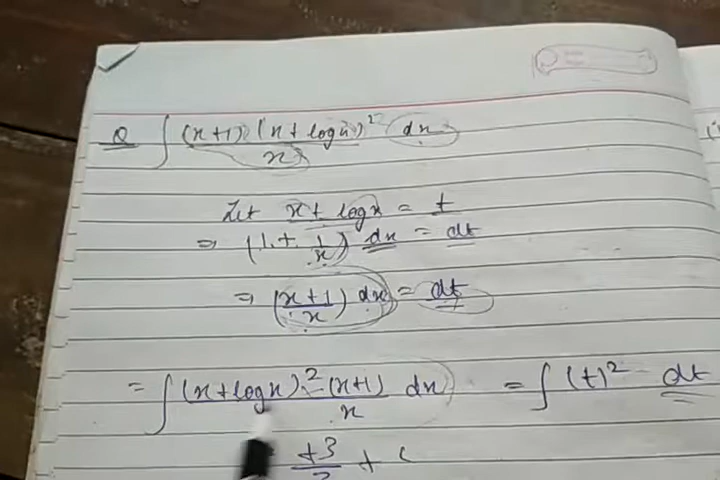 Q ∫ (x+1) (x + log x)² / x dx
Let x + log x = t
⇒ (1 + 1/x) dx = dt
⇒ (x+1 / x) dx = dt
= ∫ (x+log x)² (x+1) / x dx = ∫ (t)² dt
t³/3 + c